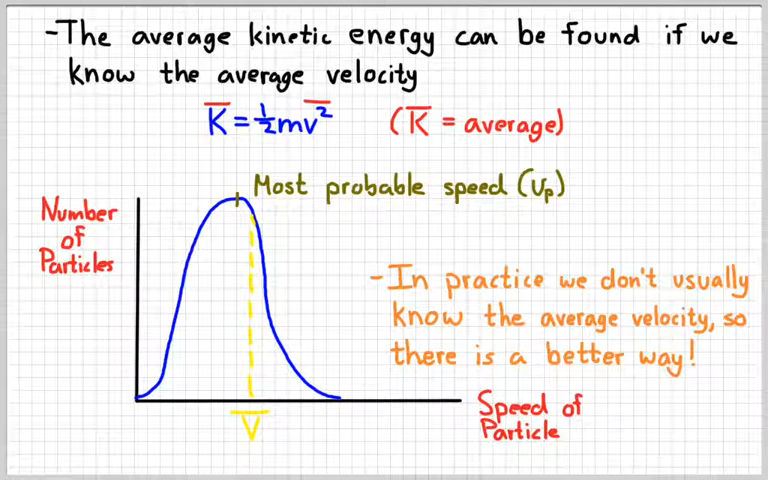 -The average kinetic energy can be found if we
know the average velocity
K̅ = ½mv̅²̅ (K̅ = average)
Most probable speed (υₚ)
Number
of
Particles
-In practice we don't usually
know the average velocity, so
there is a better way!
V̅
Speed of
Particle